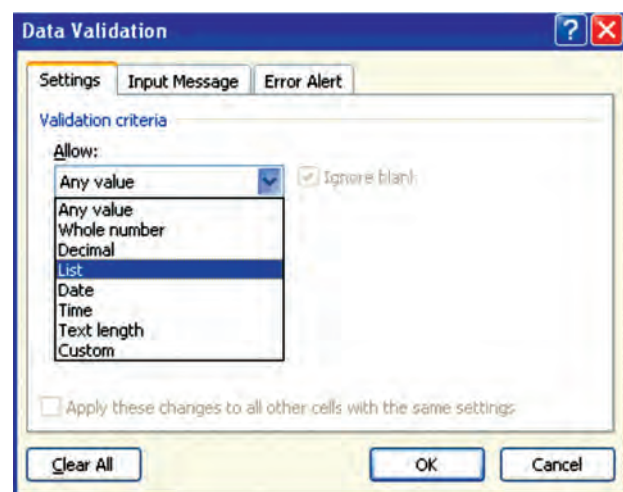 Data Validation
Settings Input Message Error Alert
Validation criteria
Allow:
Any value Ignore blank
Any value
Whole number
Decimal
List
Date
Time
Text length
Custom
Apply these changes to all other cells with the same settings
Clear All OK Cancel